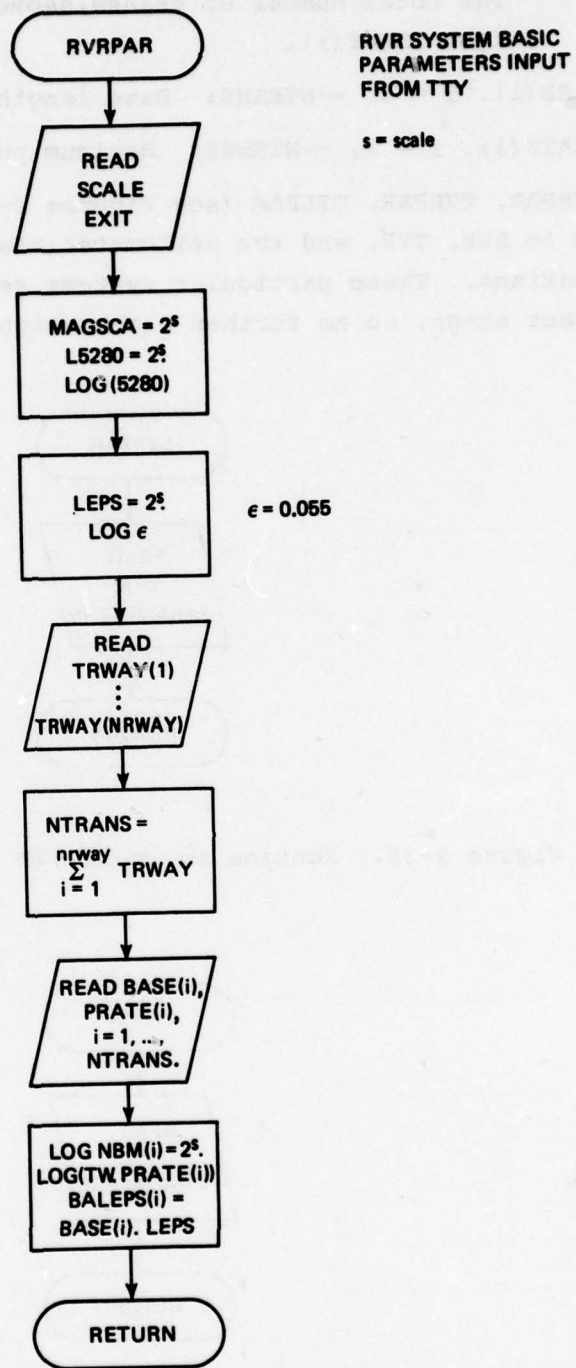 RVRPAR
RVR SYSTEM BASIC
PARAMETERS INPUT
FROM TTY
s = scale
READ
SCALE
EXIT
MAGSCA = 2ˢ
L5280 = 2ˢ.
LOG (5280)
LEPS = 2ˢ.
LOG ϵ
ϵ = 0.055
READ
TRWAY(1)
⋮
TRWAY(NRWAY)
NTRANS =
nrway
Σ TRWAY
i = 1
READ BASE(i),
PRATE(i),
i = 1, ...,
NTRANS.
LOG NBM(i) = 2ˢ.
LOG(TW. PRATE(i))
BALEPS(i) =
BASE(i). LEPS
RETURN